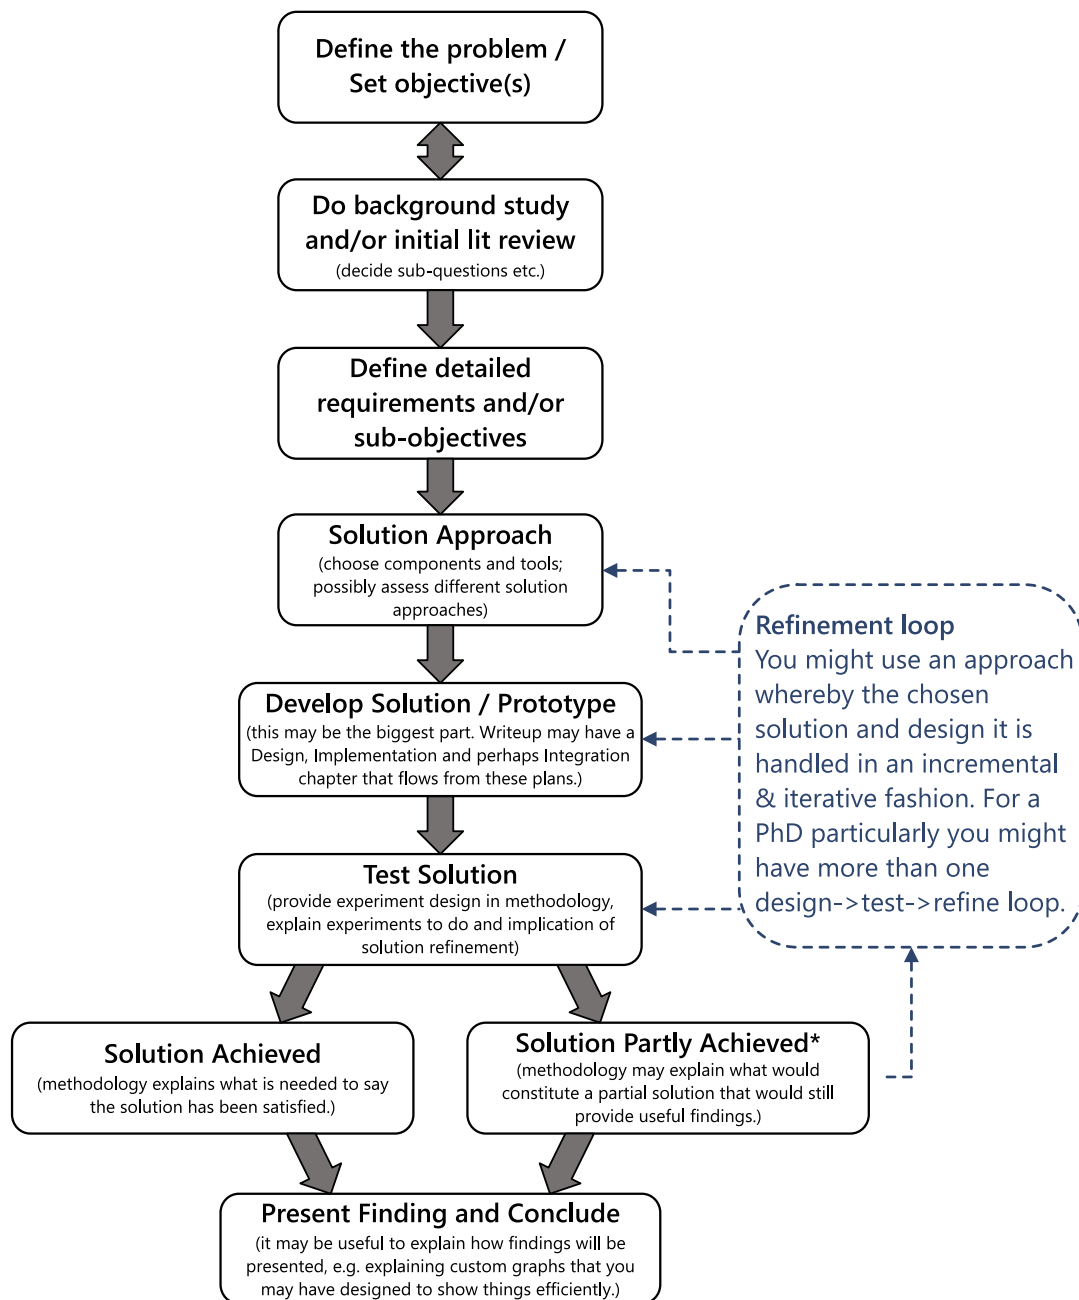 Define the problem /
Set objective(s)
Do background study
and/or initial lit review
(decide sub-questions etc.)
Define detailed
requirements and/or
sub-objectives
Solution Approach
(choose components and tools;
possibly assess different solution
approaches)
Refinement loop
You might use an approach
whereby the chosen
solution and design it is
handled in an incremental
& iterative fashion. For a
PhD particularly you might
have more than one
design->test->refine loop.
Develop Solution / Prototype
(this may be the biggest part. Writeup may have a
Design, Implementation and perhaps Integration
chapter that flows from these plans.)
Test Solution
(provide experiment design in methodology,
explain experiments to do and implication of
solution refinement)
Solution Achieved
(methodology explains what is needed to say
the solution has been satisfied.)
Solution Partly Achieved*
(methodology may explain what would
constitute a partial solution that would still
provide useful findings.)
Present Finding and Conclude
(it may be useful to explain how findings will be
presented, e.g. explaining custom graphs that you
may have designed to show things efficiently.)